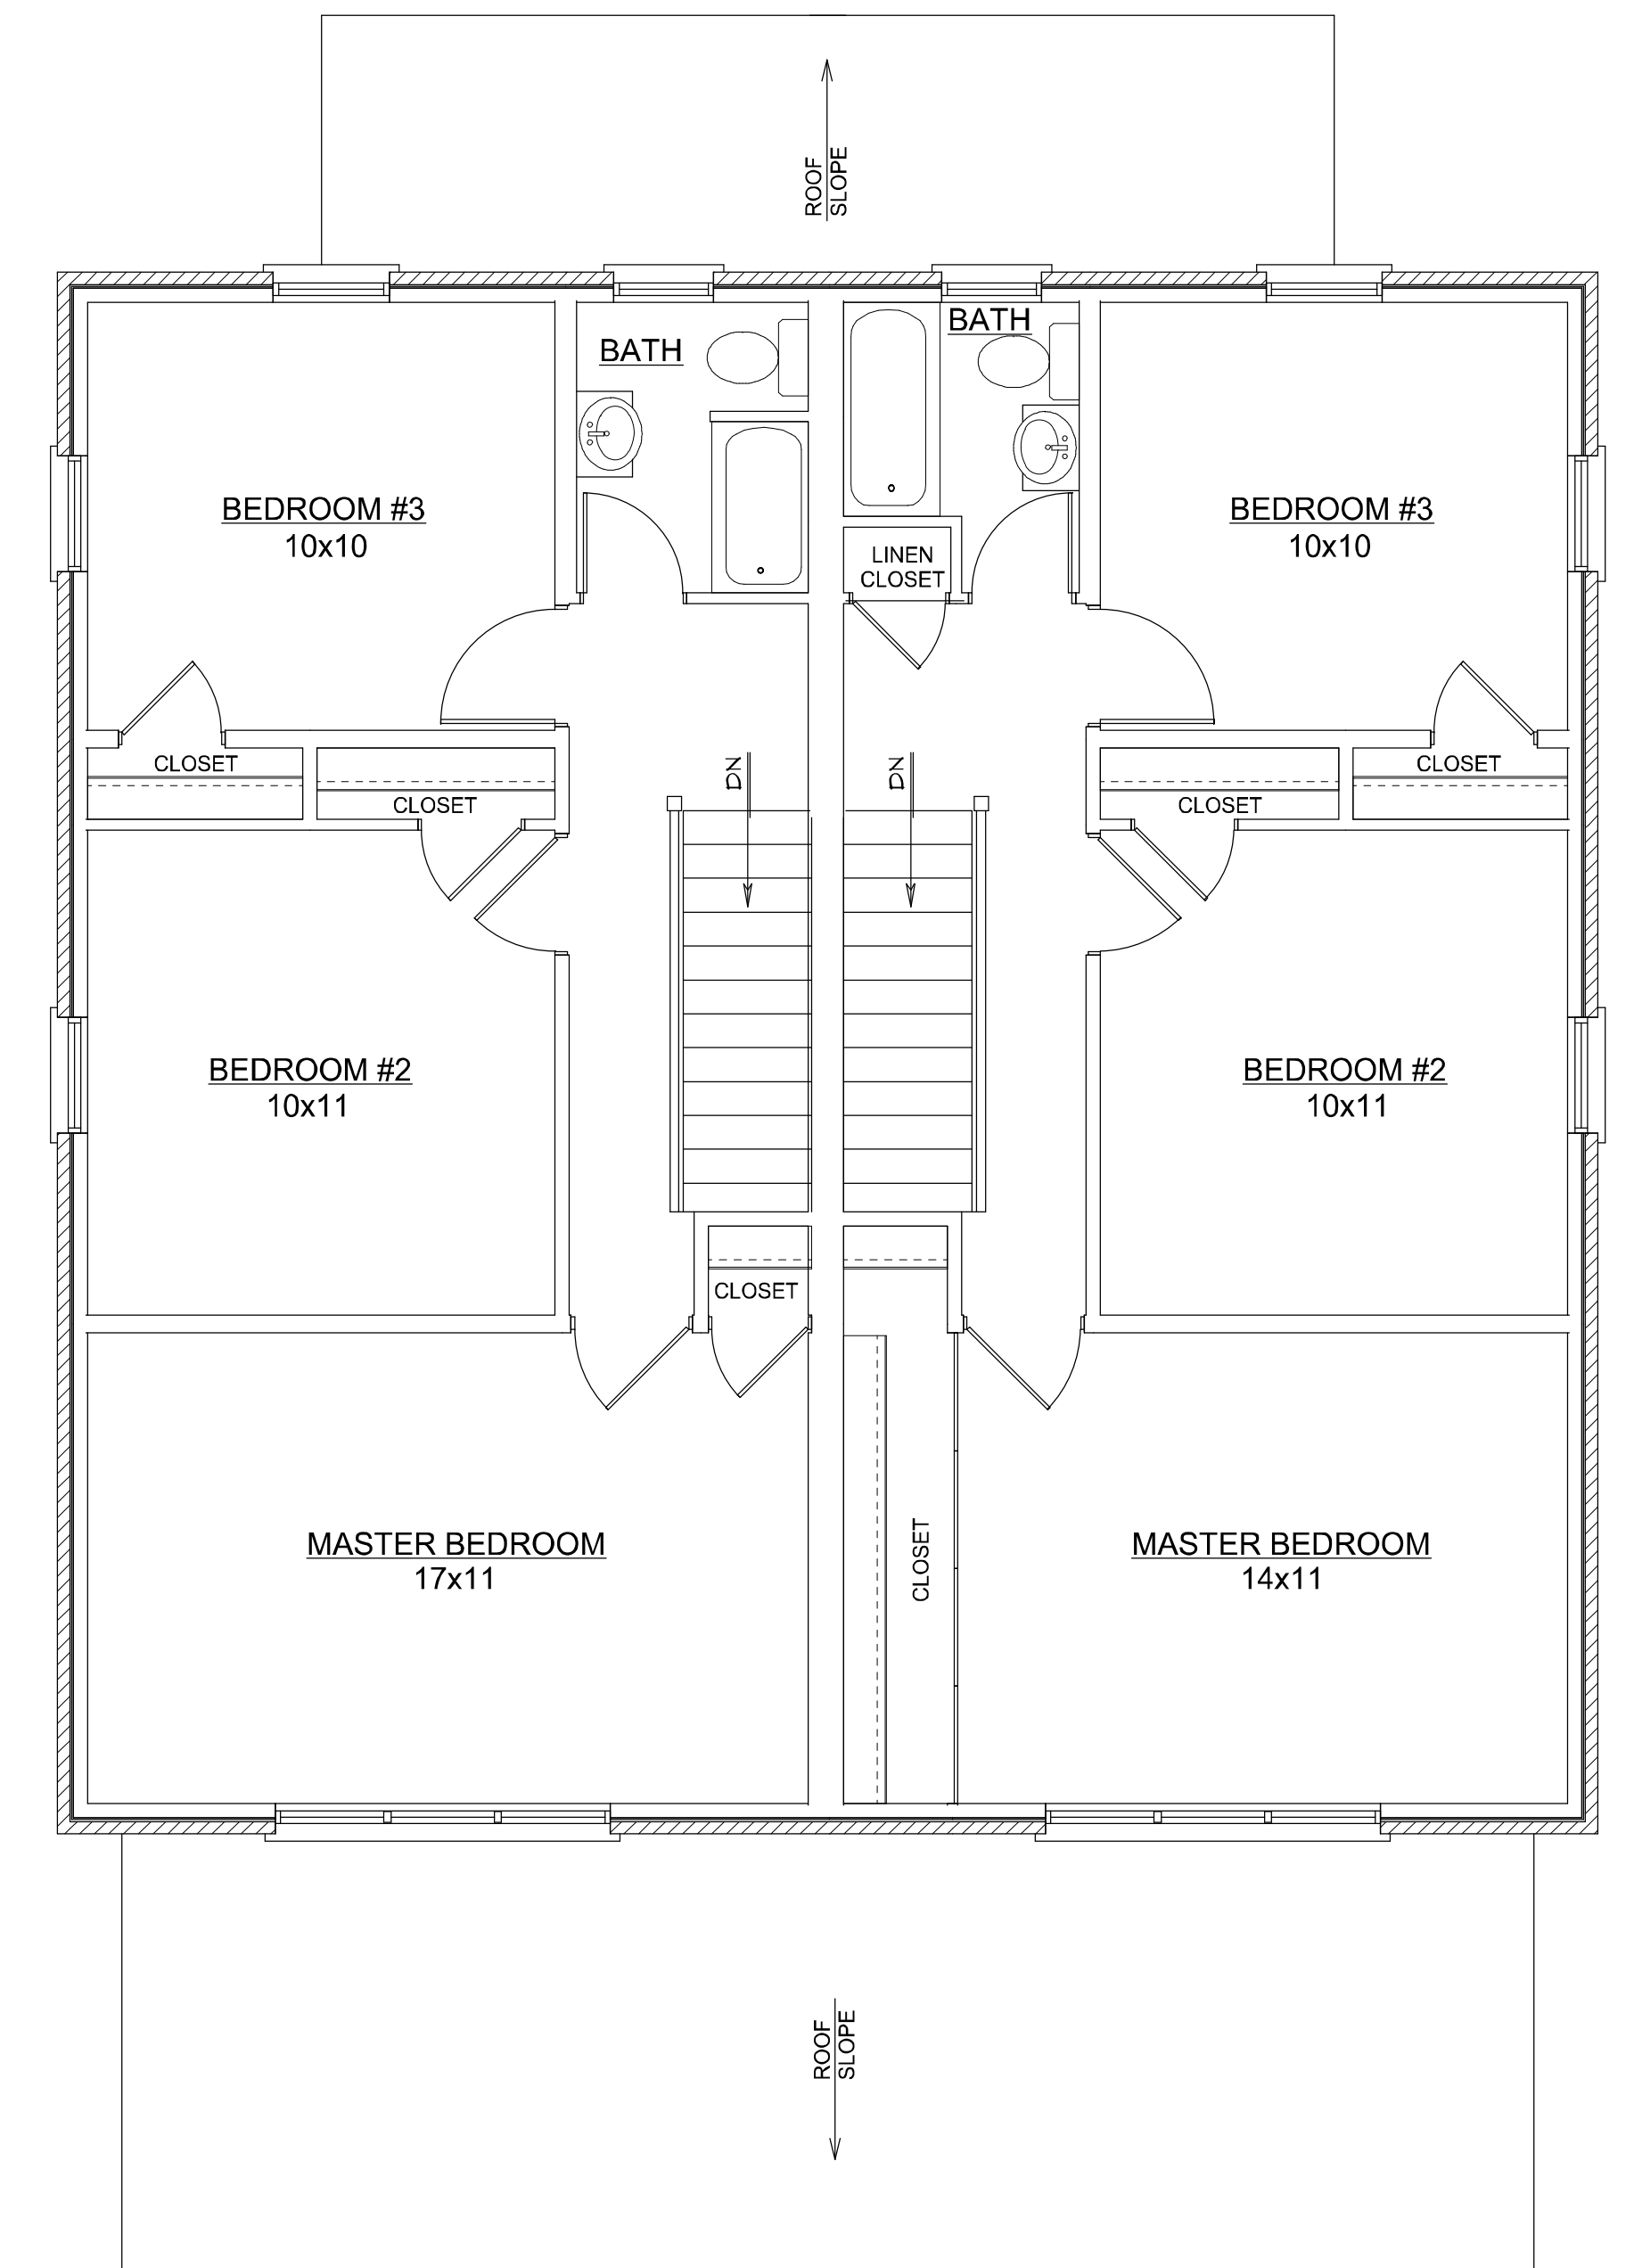 ROOF
SLOPE
BATH
BATH
BEDROOM #3
10x10
LINEN
CLOSET
BEDROOM #3
10x10
CLOSET
CLOSET
DN
DN
CLOSET
CLOSET
BEDROOM #2
10x11
BEDROOM #2
10x11
CLOSET
MASTER BEDROOM
17x11
CLOSET
MASTER BEDROOM
14x11
ROOF
SLOPE